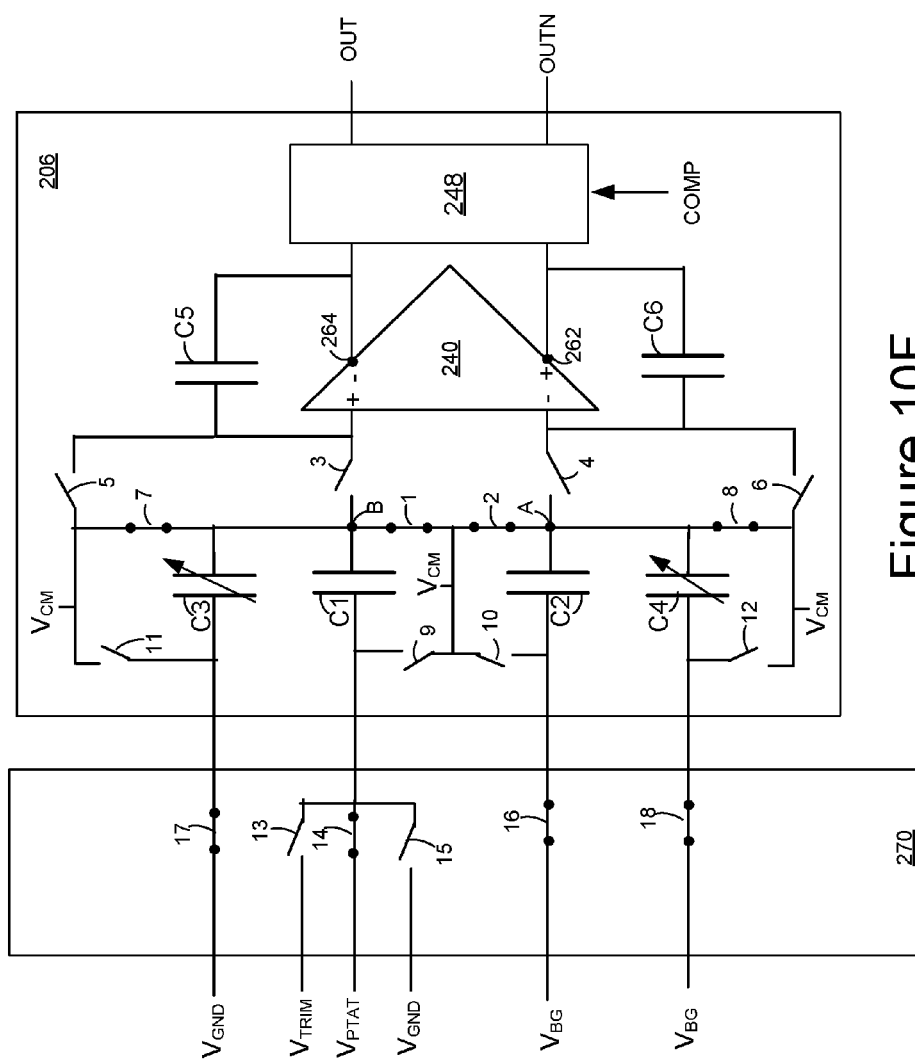 OUT
OUTN
206
248
COMP
C5
264
240
262
C6
+ -
- +
5
3
4
6
7
B
1
2
A
8
VCM
C3
C1
VCM
C2
C4
VCM
11
9
10
12
17
13
14
15
16
18
270
VGND
VTRIM
VPTAT
VGND
VBG
VBG
Figure